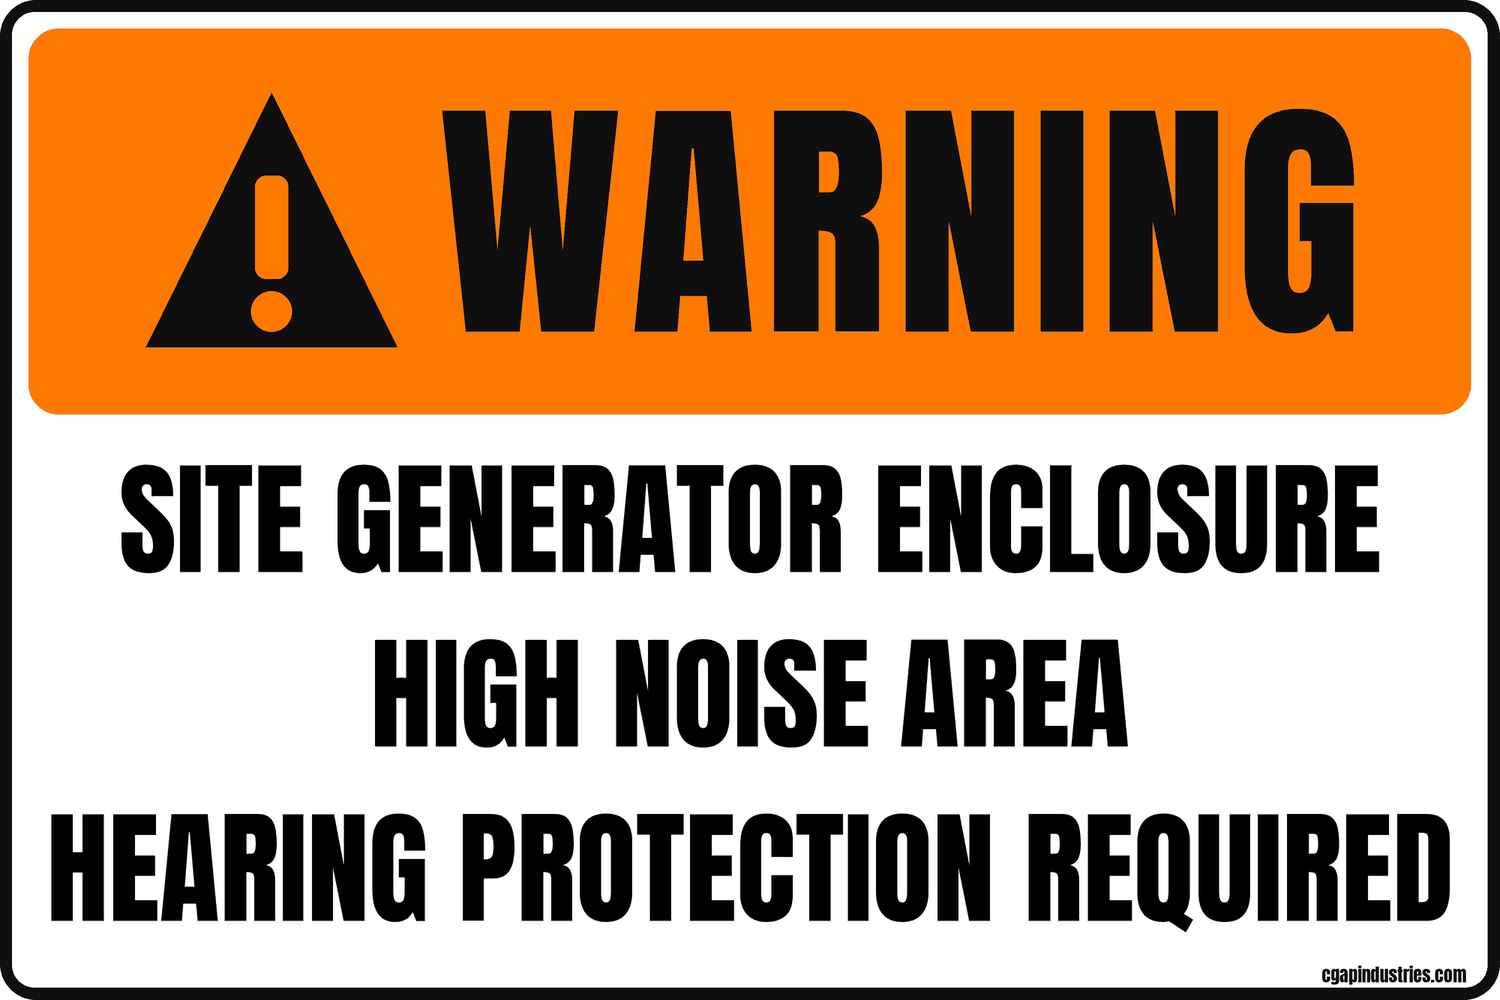 WARNING
SITE GENERATOR ENCLOSURE
HIGH NOISE AREA
HEARING PROTECTION REQUIRED
cgapindustries.com